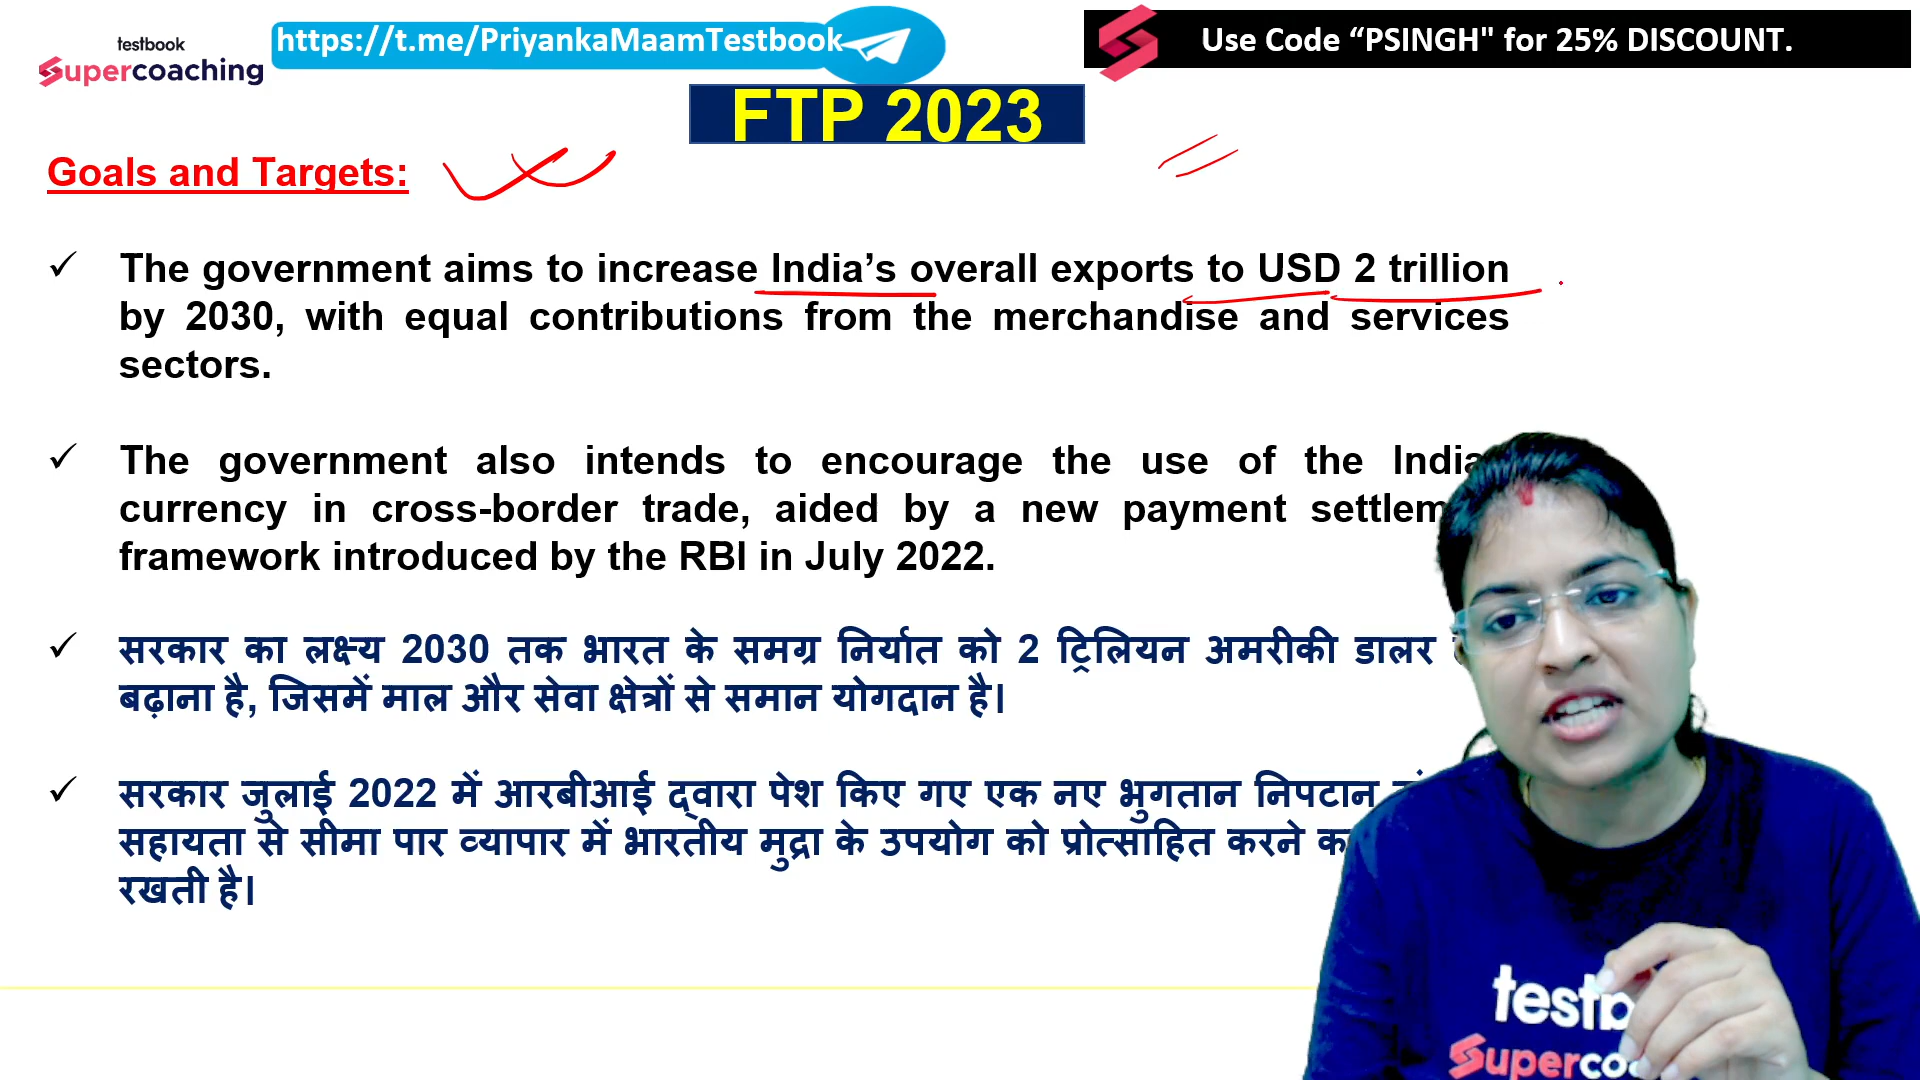 testbook
Supercoaching
https://t.me/PriyankaMaamTestbook
Use Code “PSINGH" for 25% DISCOUNT.
FTP 2023
Goals and Targets:
✓ The government aims to increase India’s overall exports to USD 2 trillion
by 2030, with equal contributions from the merchandise and services
sectors.
✓ The government also intends to encourage the use of the
currency in cross-border trade, aided by a new payment
framework introduced by the RBI in July 2022.
✓ सरकार का लक्ष्य 2030 तक भारत के समग्र निर्यात को 2 ट्रिलियन अमरीकी डालर
बढ़ाना है, जिसमें माल और सेवा क्षेत्रों से समान योगदान है।
✓ सरकार जुलाई 2022 में आरबीआई द्वारा पेश किए गए एक नए भुगतान निपटान
सहायता से सीमा पार व्यापार में भारतीय मुद्रा के उपयोग को प्रोत्साहित करने
रखती है।